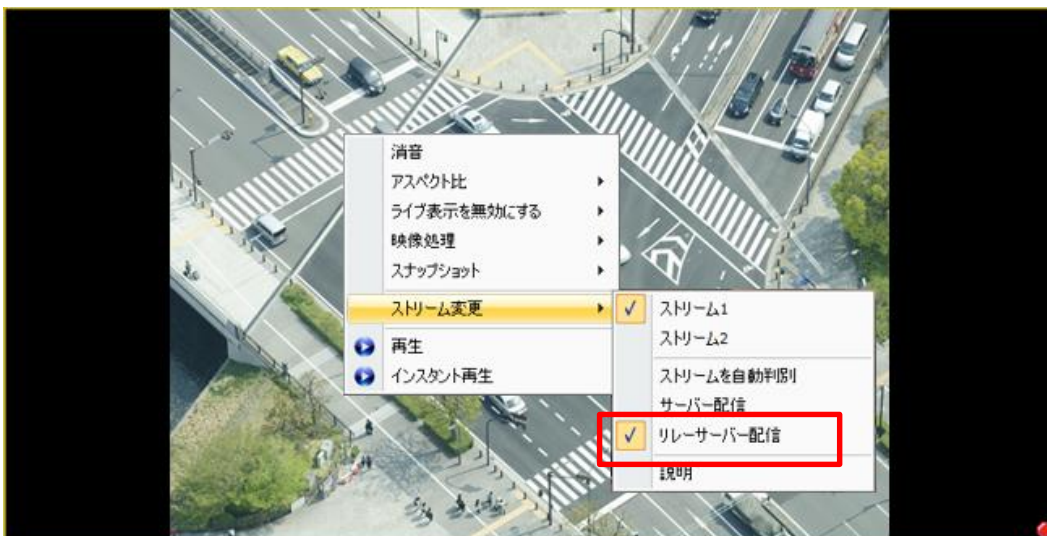 消音
アスペクト比
ライブ表示を無効にする
映像処理
スナップショット
ストリーム変更
再生
インスタント再生
ストリーム1
ストリーム2
ストリームを自動判別
サーバー配信
リレーサーバー配信
説明